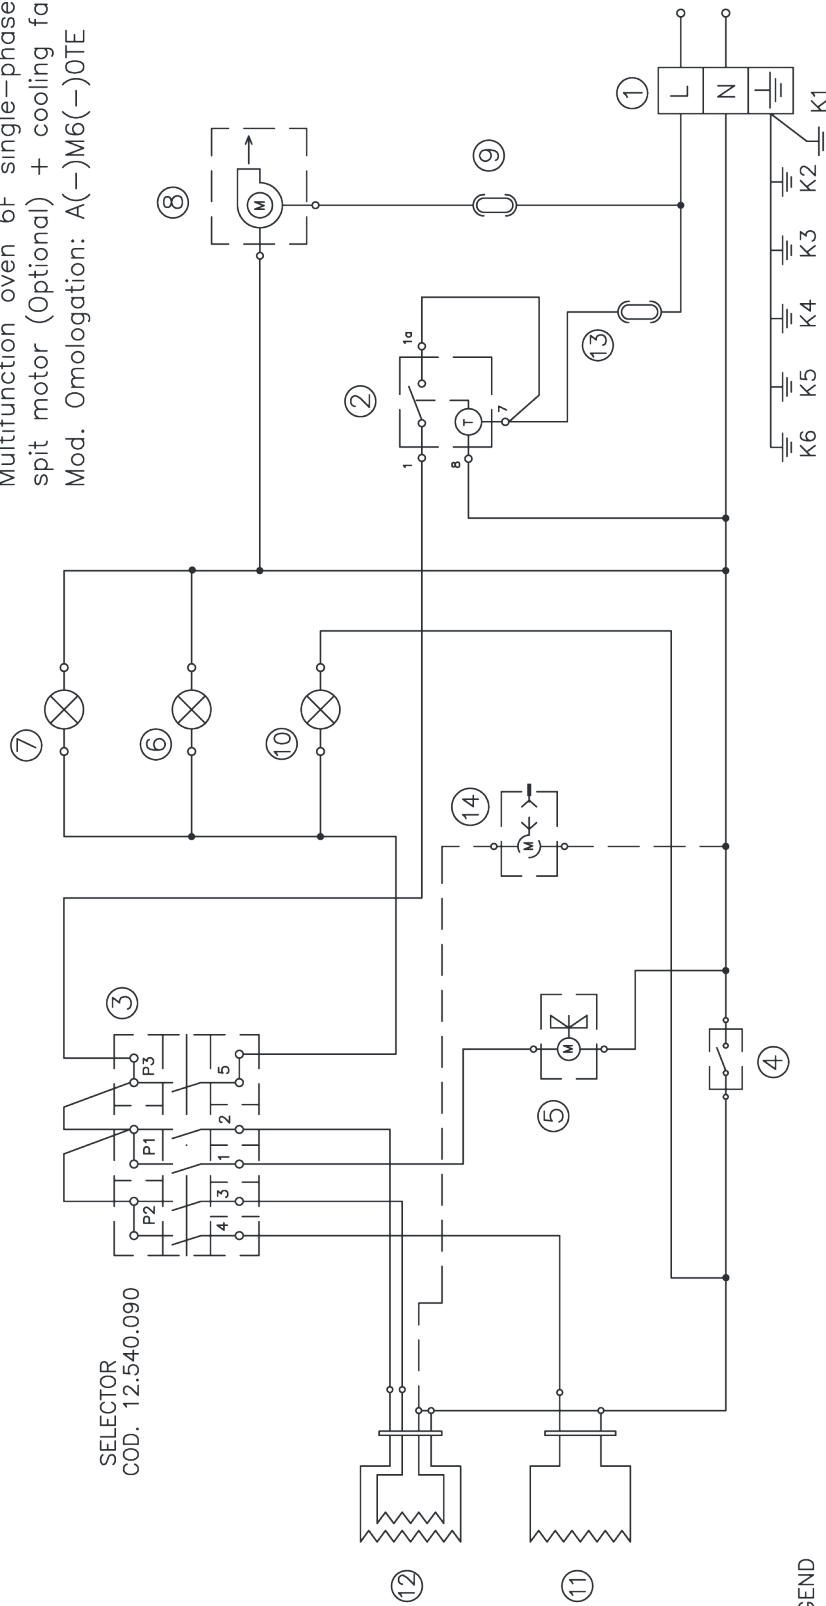 Multifunction oven 6F single-phase
spit motor (Optional) + cooling fa
Mod. Omologation: A(-)M6(-)0TE
SELECTOR
COD. 12.540.090
7
6
10
8
9
1
L
N
K1
K2
K3
K4
K5
K6
13
2
1a
1
7
8
T
M
14
M
5
M
4
3
P3
P1
P2
5
2
1
3
4
12
11
GEND